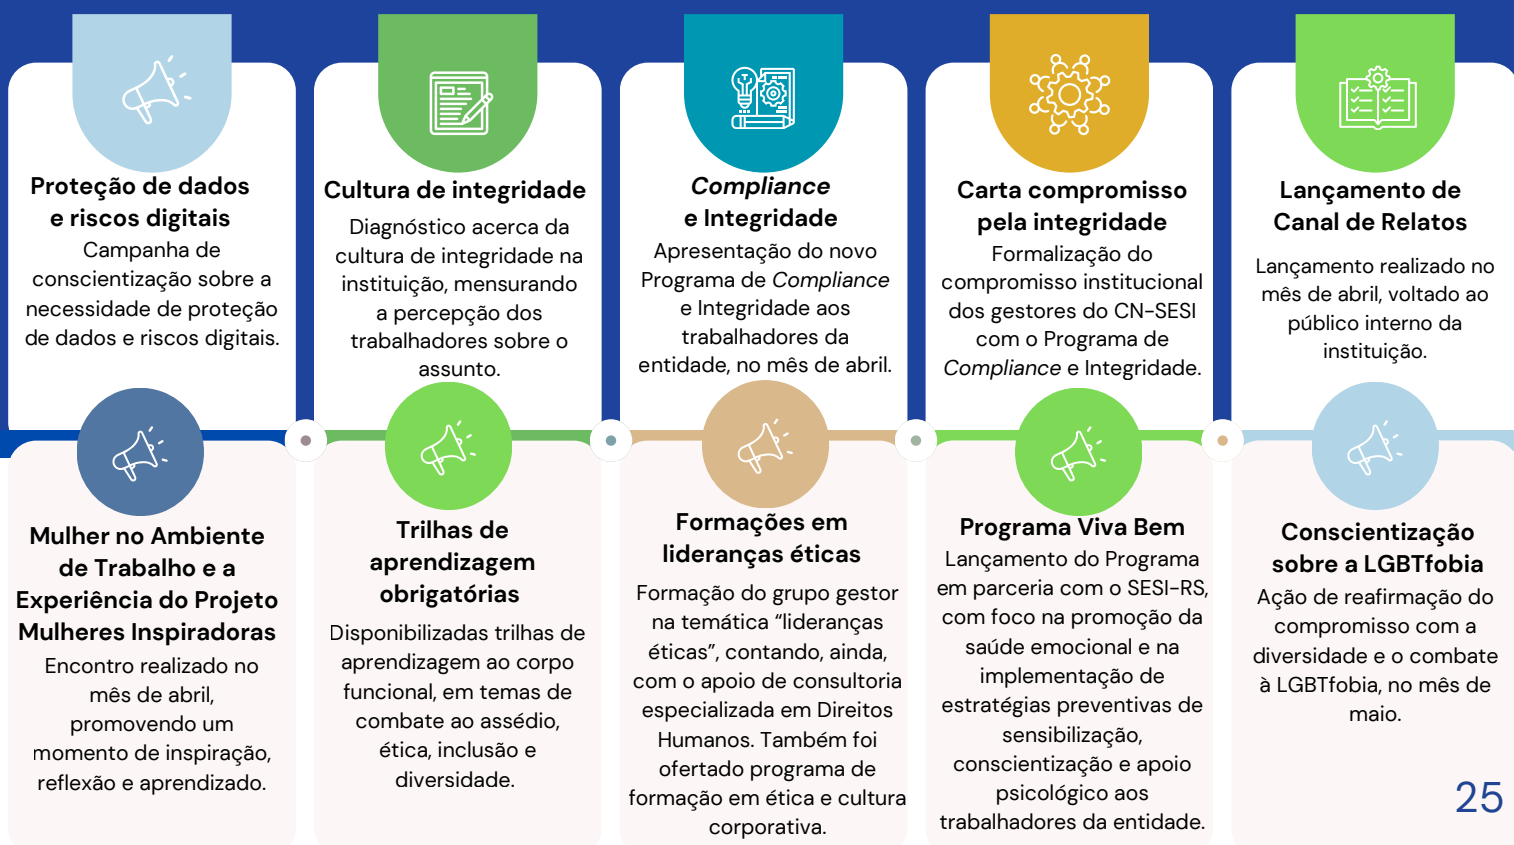 Proteção de dados
e riscos digitais
Campanha de
conscientização sobre a
necessidade de proteção
de dados e riscos digitais.
Cultura de integridade
Diagnóstico acerca da
cultura de integridade na
instituição, mensurando
a percepção dos
trabalhadores sobre o
assunto.
Compliance
e Integridade
Apresentação do novo
Programa de Compliance
e Integridade aos
trabalhadores da
entidade, no mês de abril.
Carta compromisso
pela integridade
Formalização do
compromisso institucional
dos gestores do CN-SESI
com o Programa de
Compliance e Integridade.
Lançamento de
Canal de Relatos
Lançamento realizado no
mês de abril, voltado ao
público interno da
instituição.
Mulher no Ambiente
de Trabalho e a
Experiência do Projeto
Mulheres Inspiradoras
Encontro realizado no
mês de abril,
promovendo um
momento de inspiração,
reflexão e aprendizado.
Trilhas de
aprendizagem
obrigatórias
Disponibilizadas trilhas de
aprendizagem ao corpo
funcional, em temas de
combate ao assédio,
ética, inclusão e
diversidade.
Formações em
lideranças éticas
Formação do grupo gestor
na temática “lideranças
éticas”, contando, ainda,
com o apoio de consultoria
especializada em Direitos
Humanos. Também foi
ofertado programa de
formação em ética e cultura
corporativa.
Programa Viva Bem
Lançamento do Programa
em parceria com o SESI-RS,
com foco na promoção da
saúde emocional e na
implementação de
estratégias preventivas de
sensibilização,
conscientização e apoio
psicológico aos
trabalhadores da entidade.
Conscientização
sobre a LGBTfobia
Ação de reafirmação do
compromisso com a
diversidade e o combate
à LGBTfobia, no mês de
maio.
25